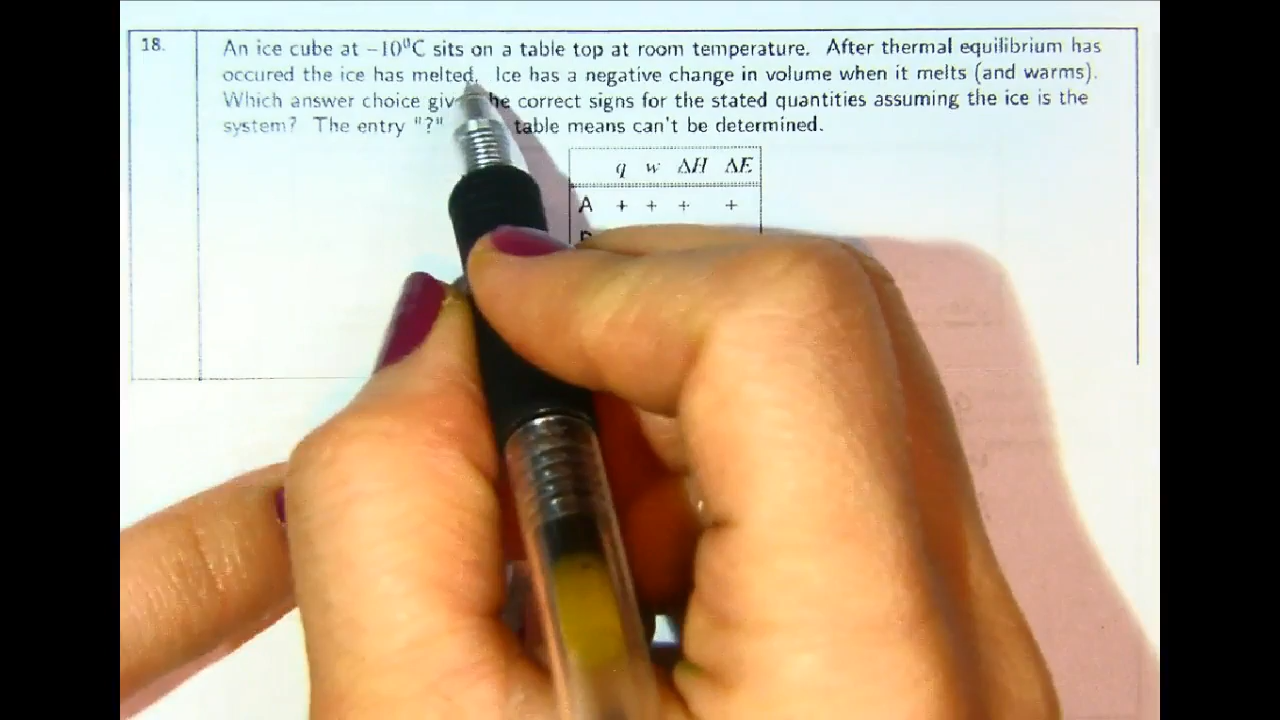 18.
An ice cube at −10⁰C sits on a table top at room temperature. After thermal equilibrium has
occured the ice has melted. Ice has a negative change in volume when it melts (and warms).
Which answer choice giv he correct signs for the stated quantities assuming the ice is the
system? The entry "?" table means can't be determined.
q w ΔH ΔE
A + + + +